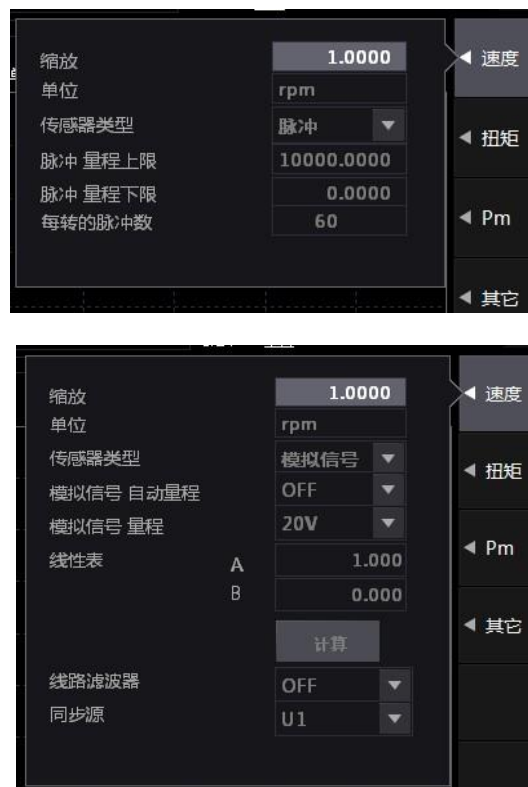 缩放 1.0000
单位 rpm
传感器类型 脉冲
脉冲 量程上限 10000.0000
脉冲 量程下限 0.0000
每转的脉冲数 60
速度
扭矩
Pm
其它
缩放 1.0000
单位 rpm
传感器类型 模拟信号
模拟信号 自动量程 OFF
模拟信号 量程 20V
线性表 A 1.000
B 0.000
计算
线路滤波器 OFF
同步源 U1
速度
扭矩
Pm
其它